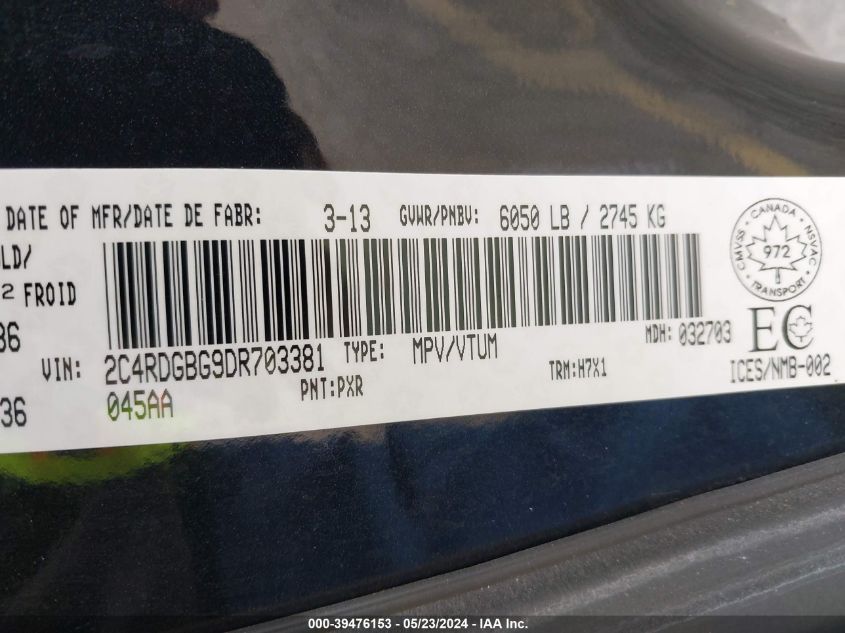 DATE OF MFR/DATE DE FABR: 3-13 GVWR/PNBV: 6050 LB / 2745 KG
LD/
2 FROID
36
VIN: 2C4RDGBG9DR703381 TYPE: MPV/VTUM MDH: 032703
PNT:PXR TRM:H7X1
36 045AA
CANADA
CMVSS NSVAC
972
TRANSPORT
EC
ICES/NMB-002
000-39476153 - 05/23/2024 - IAA Inc.